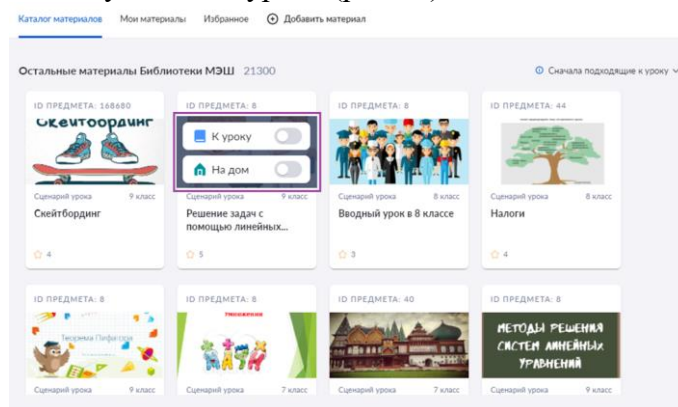 Каталог материалов Мои материалы Избранное Добавить материал
Остальные материалы Библиотеки МЭШ 21300 Сначала подходящие к уроку
ID ПРЕДМЕТА: 168680
Скейтбординг
Сценарий урока 9 класс
Скейтбординг
4
ID ПРЕДМЕТА: 8
К уроку
На дом
Сценарий урока 9 класс
Решение задач с
помощью линейных...
5
ID ПРЕДМЕТА: 8
Сценарий урока 8 класс
Вводный урок в 8 классе
3
ID ПРЕДМЕТА: 44
Сценарий урока 8 класс
Налоги
4
ID ПРЕДМЕТА: 8
Теорема Пифагора
Сценарий урока 9 класс
ID ПРЕДМЕТА: 8
Сценарий урока 7 класс
ID ПРЕДМЕТА: 40
Сценарий урока 7 класс
ID ПРЕДМЕТА: 8
МЕТОДЫ РЕШЕНИЯ
СИСТЕМ ЛИНЕЙНЫХ
УРАВНЕНИЙ
Сценарий урока 9 класс